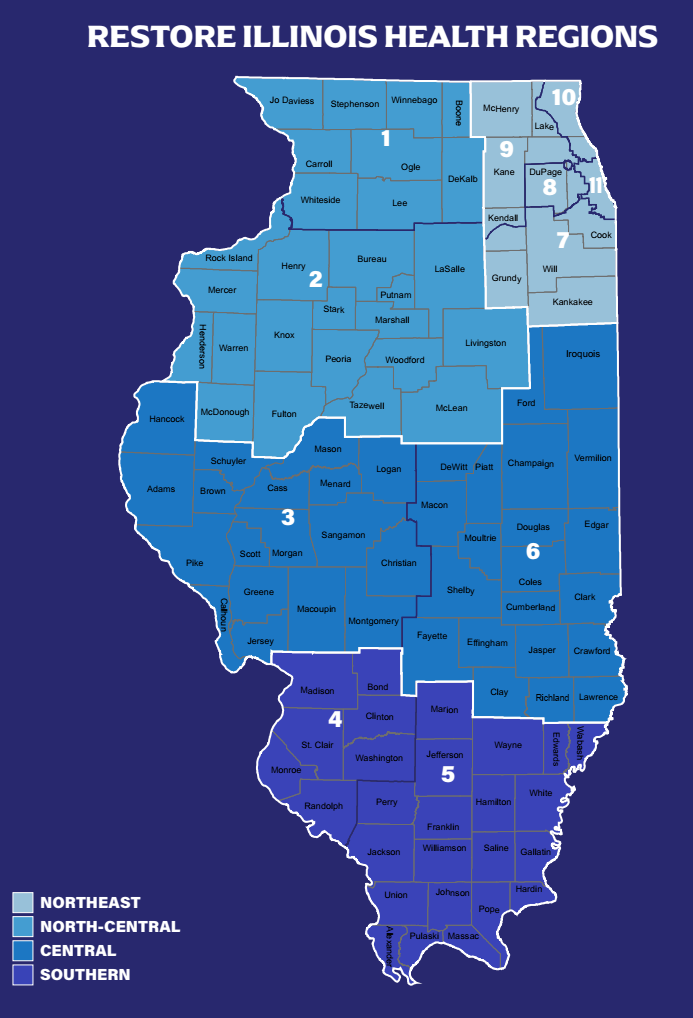 RESTORE ILLINOIS HEALTH REGIONS
Jo Daviess
Stephenson
Winnebago
Boone
McHenry
10
Lake
1
Carroll
Ogle
9
DeKalb
Kane
DuPage
8
11
Whiteside
Lee
Kendall
7
Cook
Rock Island
Henry
2
Bureau
LaSalle
Will
Grundy
Mercer
Putnam
Kankakee
Stark
Marshall
Henderson
Warren
Knox
Livingston
Peoria
Woodford
Iroquois
McDonough
Fulton
Tazewell
McLean
Ford
Hancock
Mason
Schuyler
Logan
DeWitt
Piatt
Champaign
Vermilion
Adams
Brown
Cass
Menard
Macon
3
Sangamon
Moultrie
Douglas
Edgar
6
Scott
Morgan
Christian
Pike
Coles
Greene
Shelby
Clark
Calhoun
Macoupin
Cumberland
Montgomery
Jersey
Fayette
Effingham
Jasper
Crawford
Madison
Bond
Clay
Richland
Lawrence
4
Clinton
Marion
St. Clair
Washington
Jefferson
5
Wayne
Edwards
Wabash
Monroe
Randolph
Perry
Hamilton
White
Franklin
Jackson
Williamson
Saline
Gallatin
Union
Johnson
Hardin
Pope
Alexander
Pulaski
Massac
NORTHEAST
NORTH-CENTRAL
CENTRAL
SOUTHERN